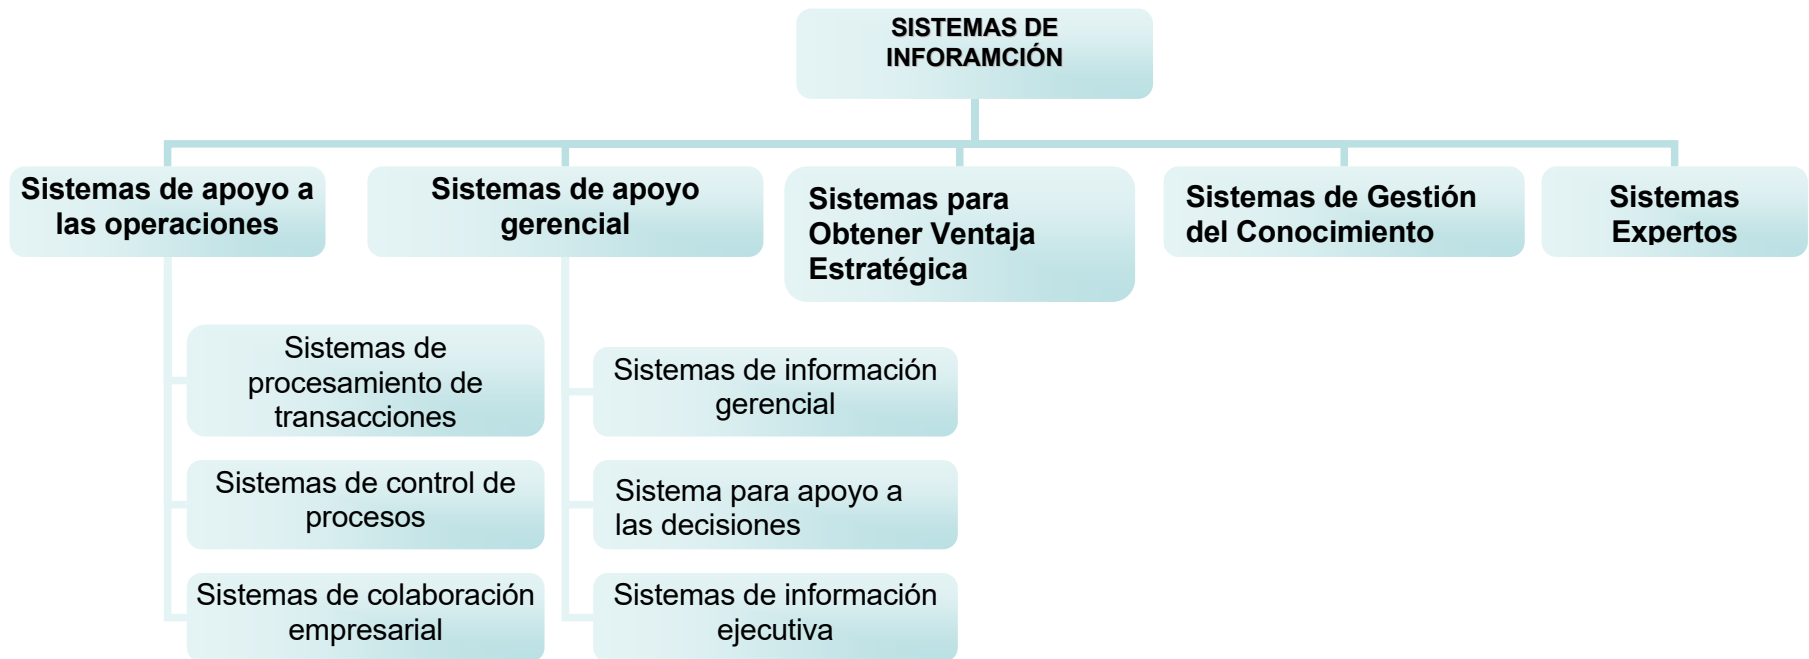 SISTEMAS DE
INFORAMCIÓN
Sistemas de apoyo a
las operaciones
Sistemas de apoyo
gerencial
Sistemas para
Obtener Ventaja
Estratégica
Sistemas de Gestión
del Conocimiento
Sistemas
Expertos
Sistemas de
procesamiento de
transacciones
Sistemas de control de
procesos
Sistemas de colaboración
empresarial
Sistemas de información
gerencial
Sistema para apoyo a
las decisiones
Sistemas de información
ejecutiva